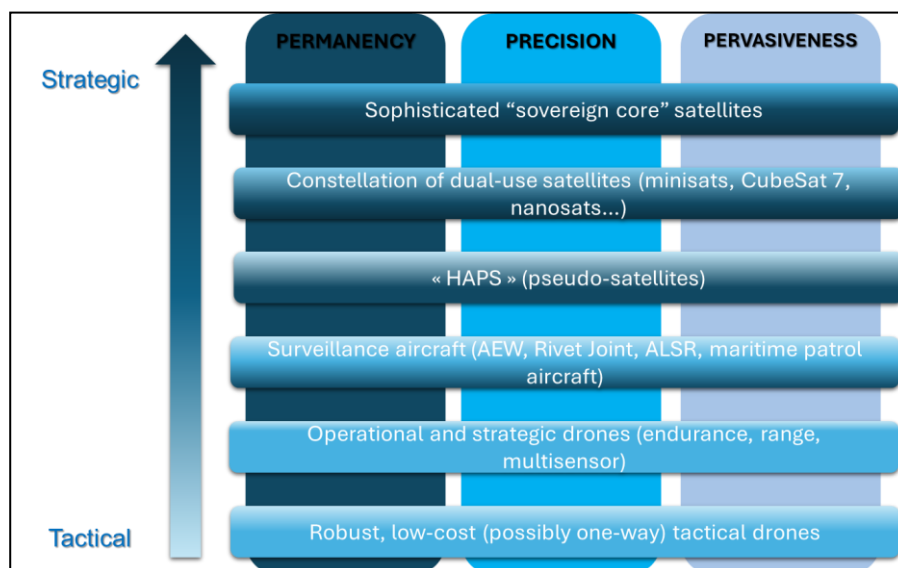 PERMANENCY
PRECISION
PERVASIVENESS
Strategic
Sophisticated “sovereign core” satellites
Constellation of dual-use satellites (minisats, CubeSat 7,
nanosats...)
« HAPS » (pseudo-satellites)
Surveillance aircraft (AEW, Rivet Joint, ALSR, maritime patrol
aircraft)
Operational and strategic drones (endurance, range,
multisensor)
Robust, low-cost (possibly one-way) tactical drones
Tactical